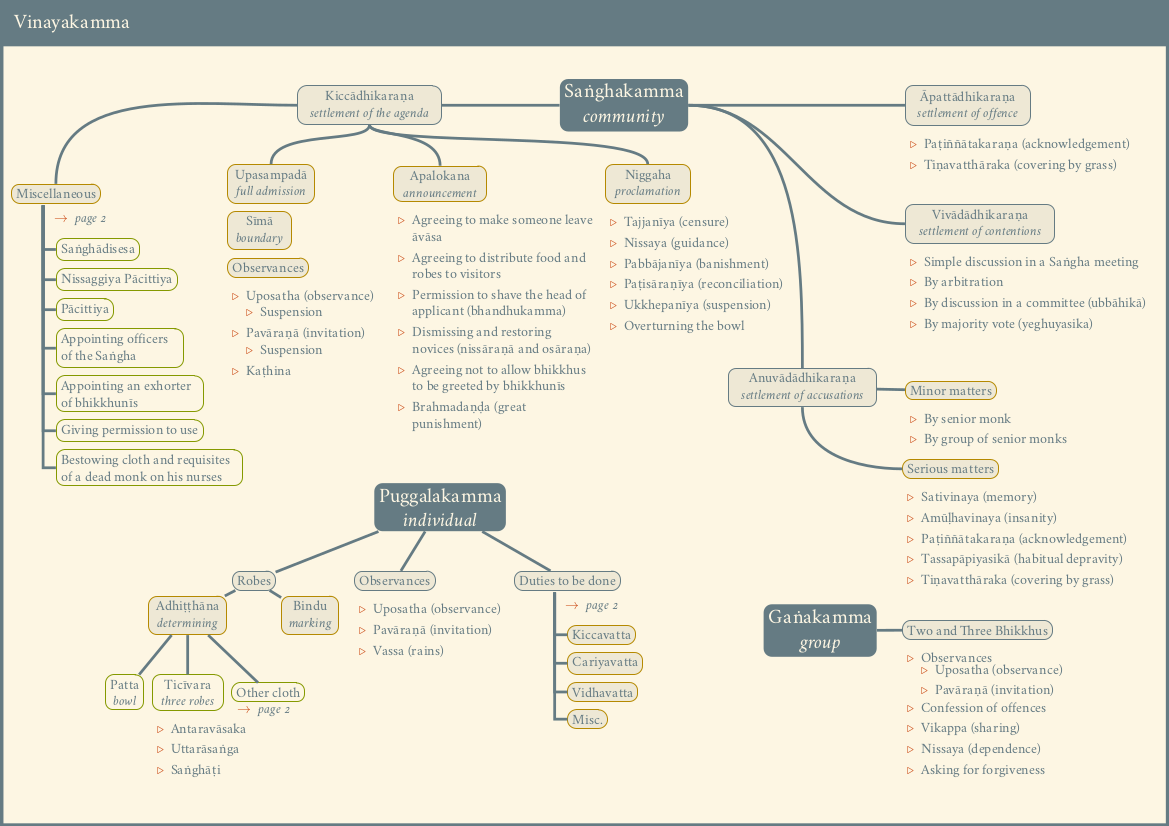 Vinayakamma
Saṅghakamma
community
Kiccādhikaraṇa
settlement of the agenda
Miscellaneous
→ page 2
Saṅghādisesa
Nissaggiya Pācittiya
Pācittiya
Appointing officers
of the Saṅgha
Appointing an exhorter
of bhikkhunīs
Giving permission to use
Bestowing cloth and requisites
of a dead monk on his nurses
Upasampadā
full admission
Sīmā
boundary
Observances
Uposatha (observance)
Suspension
Pavāraṇā (invitation)
Suspension
Kaṭhina
Apalokana
announcement
Agreeing to make someone leave
āvāsa
Agreeing to distribute food and
robes to visitors
Permission to shave the head of
applicant (bhandhukamma)
Dismissing and restoring
novices (nissāraṇā and osāraṇa)
Agreeing not to allow bhikkhus
to be greeted by bhikkhunīs
Brahmadaṇḍa (great
punishment)
Niggaha
proclamation
Tajjanīya (censure)
Nissaya (guidance)
Pabbājanīya (banishment)
Paṭisāraṇīya (reconciliation)
Ukkhepanīya (suspension)
Overturning the bowl
Āpattādhikaraṇa
settlement of offence
Paṭiññātakaraṇa (acknowledgement)
Tiṇavatthāraka (covering by grass)
Vivādādhikaraṇa
settlement of contentions
Simple discussion in a Saṅgha meeting
By arbitration
By discussion in a committee (ubbāhikā)
By majority vote (yeghuyasika)
Anuvādādhikaraṇa
settlement of accusations
Minor matters
By senior monk
By group of senior monks
Serious matters
Sativinaya (memory)
Amūḷhavinaya (insanity)
Paṭiññātakaraṇa (acknowledgement)
Tassapāpiyasikā (habitual depravity)
Tiṇavatthāraka (covering by grass)
Puggalakamma
individual
Robes
Adhiṭṭhāna
determining
Bindu
marking
Patta
bowl
Ticīvara
three robes
Other cloth
→ page 2
Antaravāsaka
Uttarāsaṅga
Saṅghāṭi
Observances
Uposatha (observance)
Pavāraṇā (invitation)
Vassa (rains)
Duties to be done
→ page 2
Kiccavatta
Cariyavatta
Vidhavatta
Misc.
Gaṅakamma
group
Two and Three Bhikkhus
Observances
Uposatha (observance)
Pavāraṇā (invitation)
Confession of offences
Vikappa (sharing)
Nissaya (dependence)
Asking for forgiveness